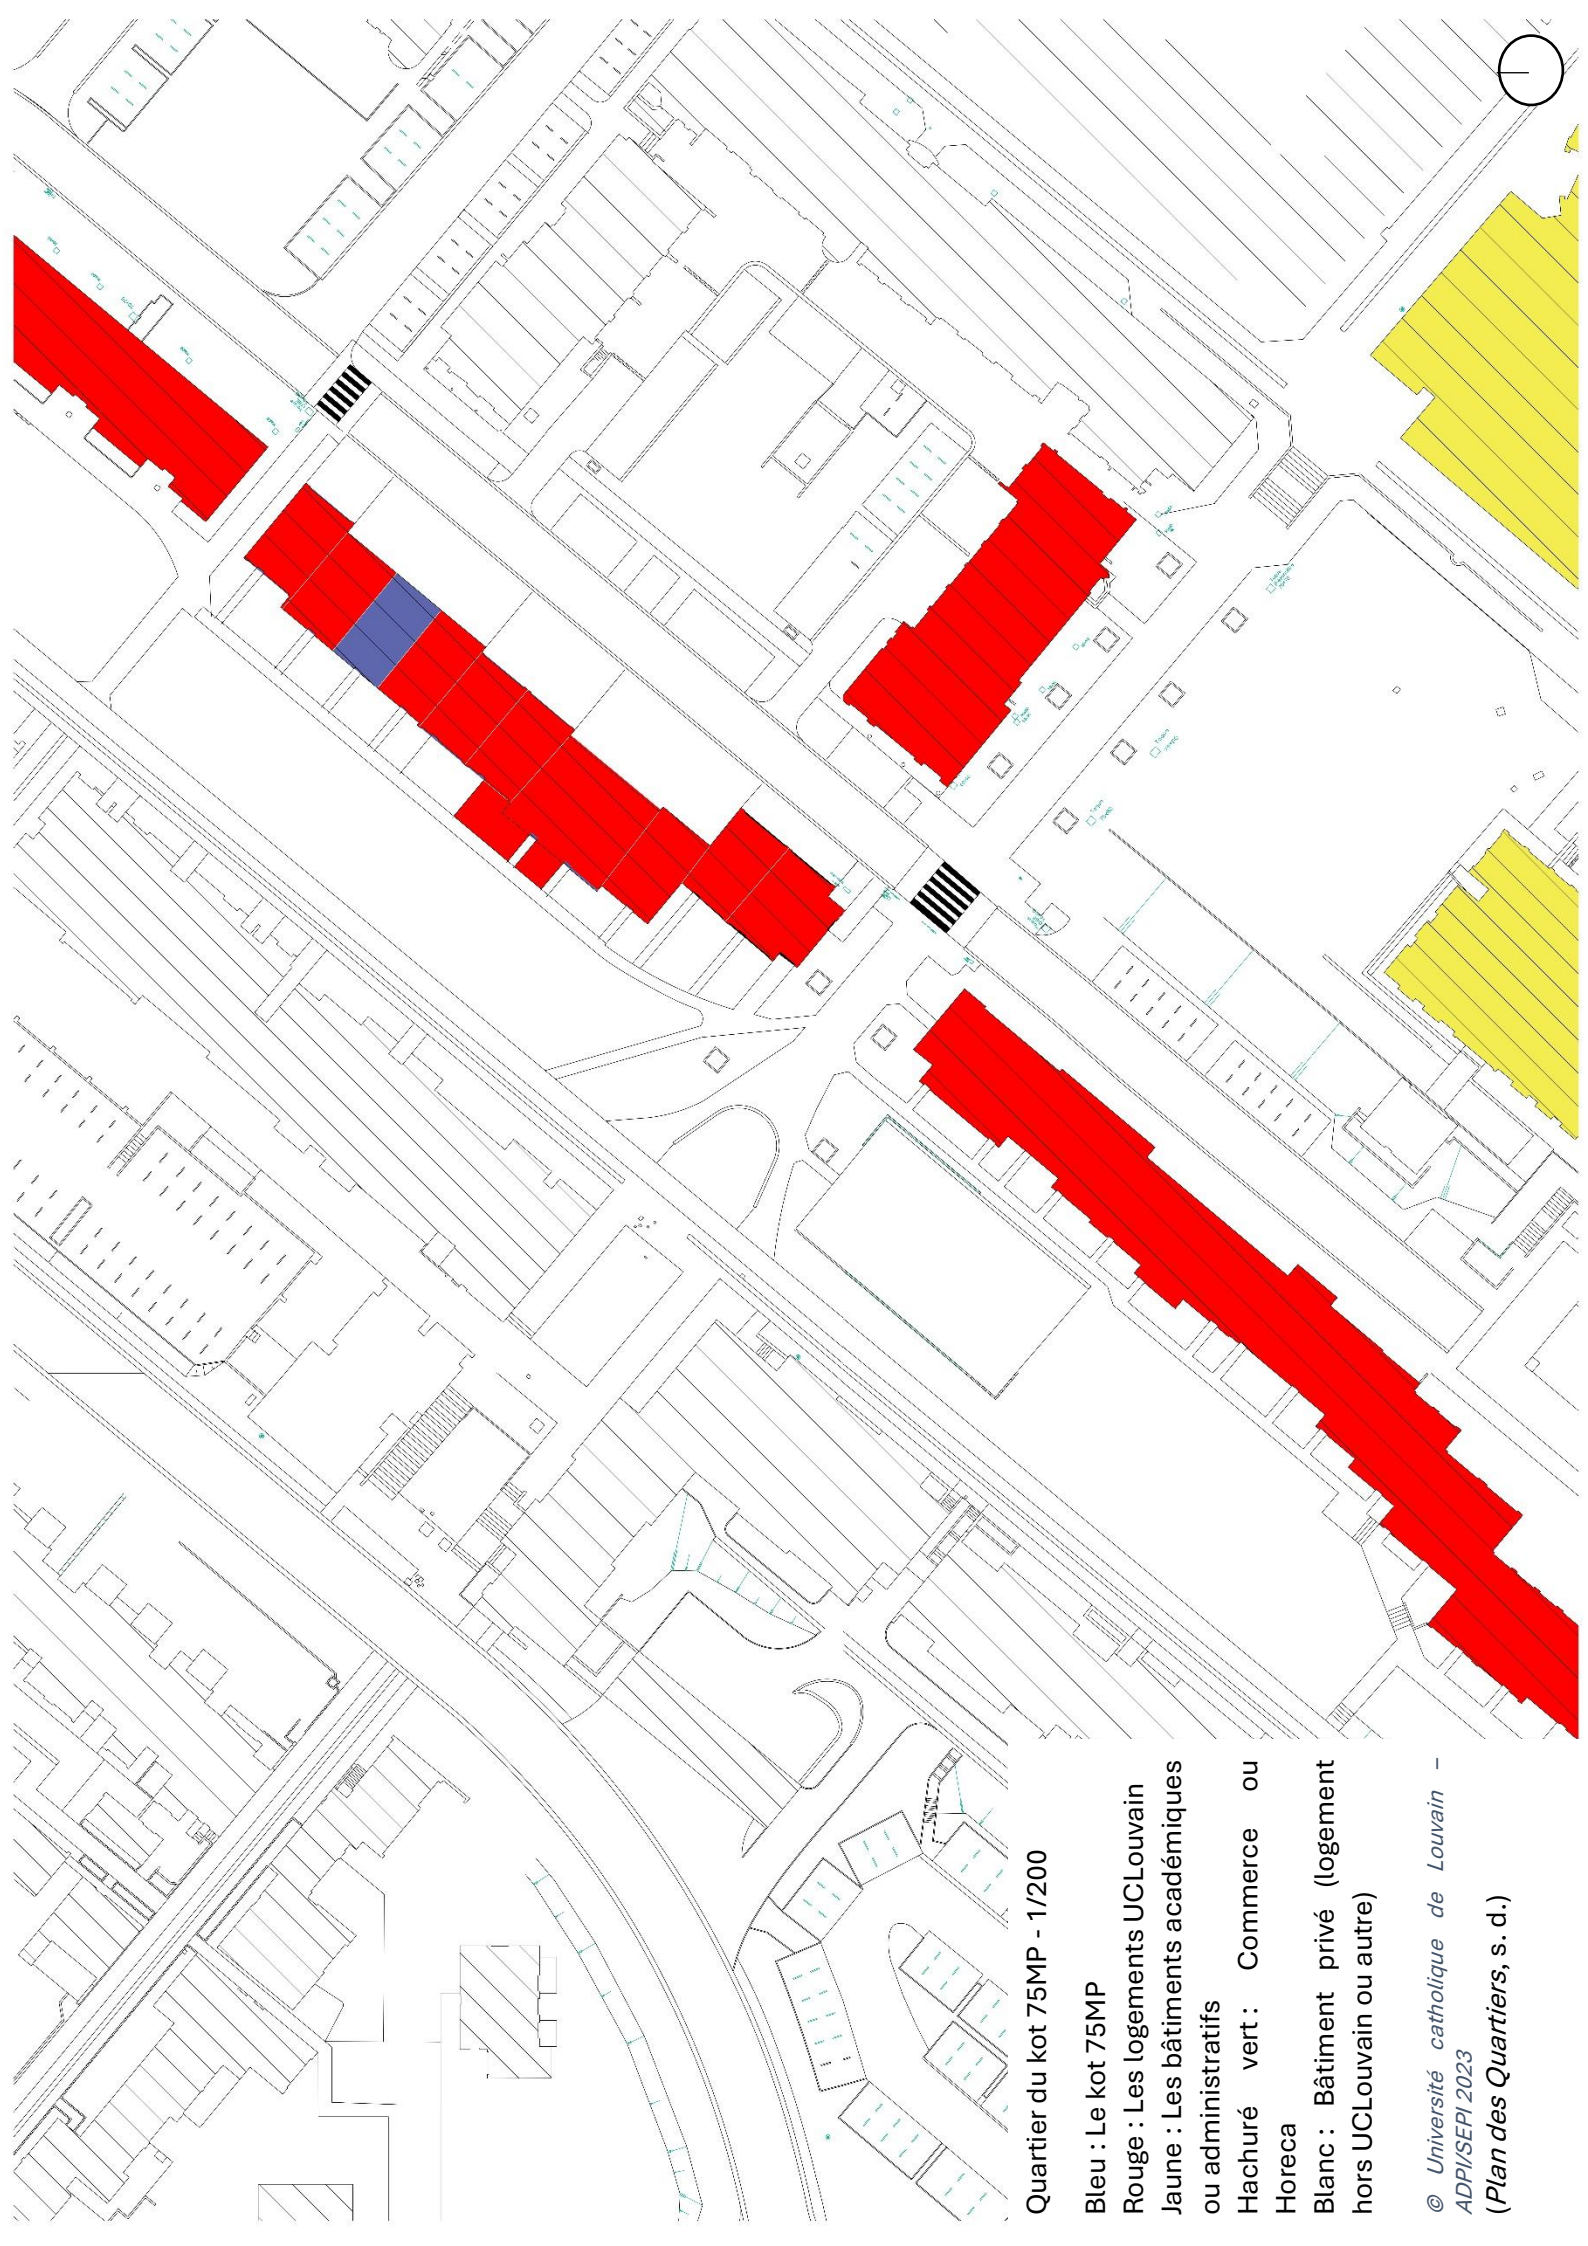 Quartier du kot 75MP - 1/200
Bleu : Le kot 75MP
Rouge : Les logements UCLouvain
Jaune : Les bâtiments académiques
ou administratifs
Hachuré vert : Commerce ou
Horeca
Blanc : Bâtiment privé (logement
hors UCLouvain ou autre)
© Université catholique de Louvain –
ADPI/SEPI 2023
(Plan des Quartiers, s. d.)